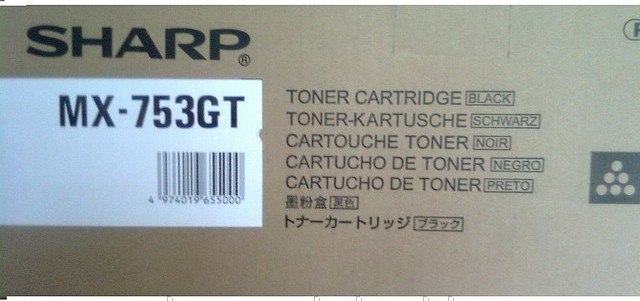 SHARP®
MX-753GT
4 974019 655000
TONER CARTRIDGE BLACK
TONER-KARTUSCHE SCHWARZ
CARTOUCHE TONER NOIR
CARTUCHO DE TONER NEGRO
CARTUCHO DE TONER PRETO
墨粉盒 黑色
トナーカートリッジ ブラック